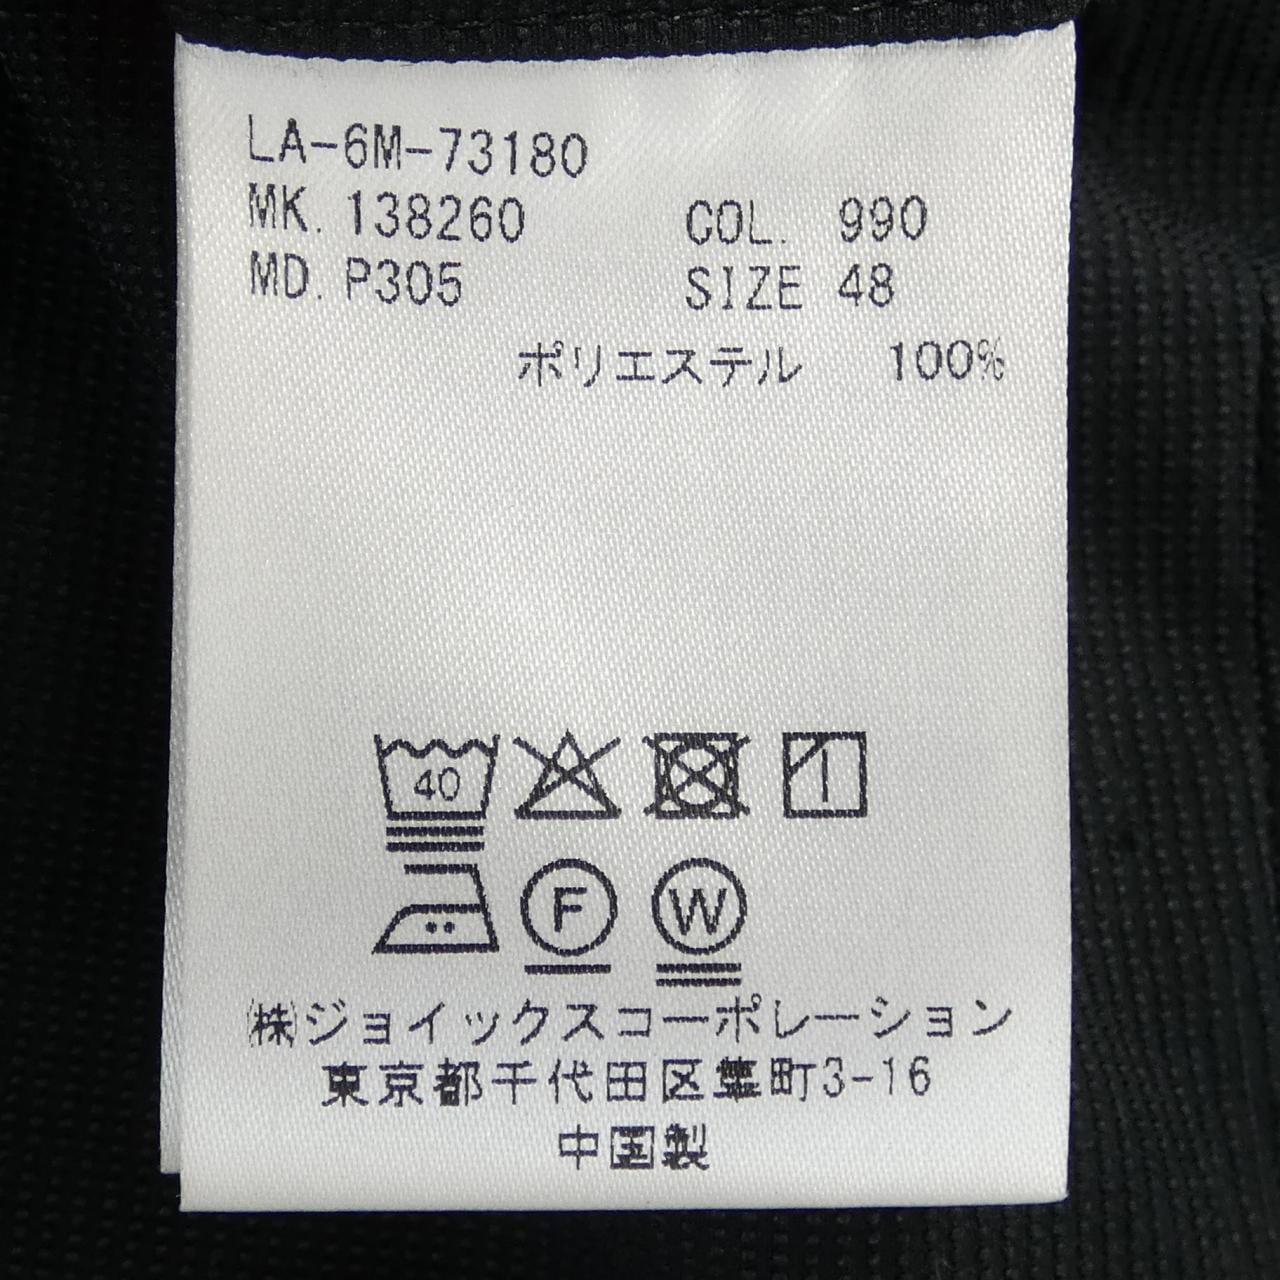 LA-6M-73180
MK. 138260 COL. 990
MD. P305 SIZE 48
ポリエステル 100%
40
F W
㈱ジョイックスコーポレーション
東京都千代田区隼町3-16
中国製